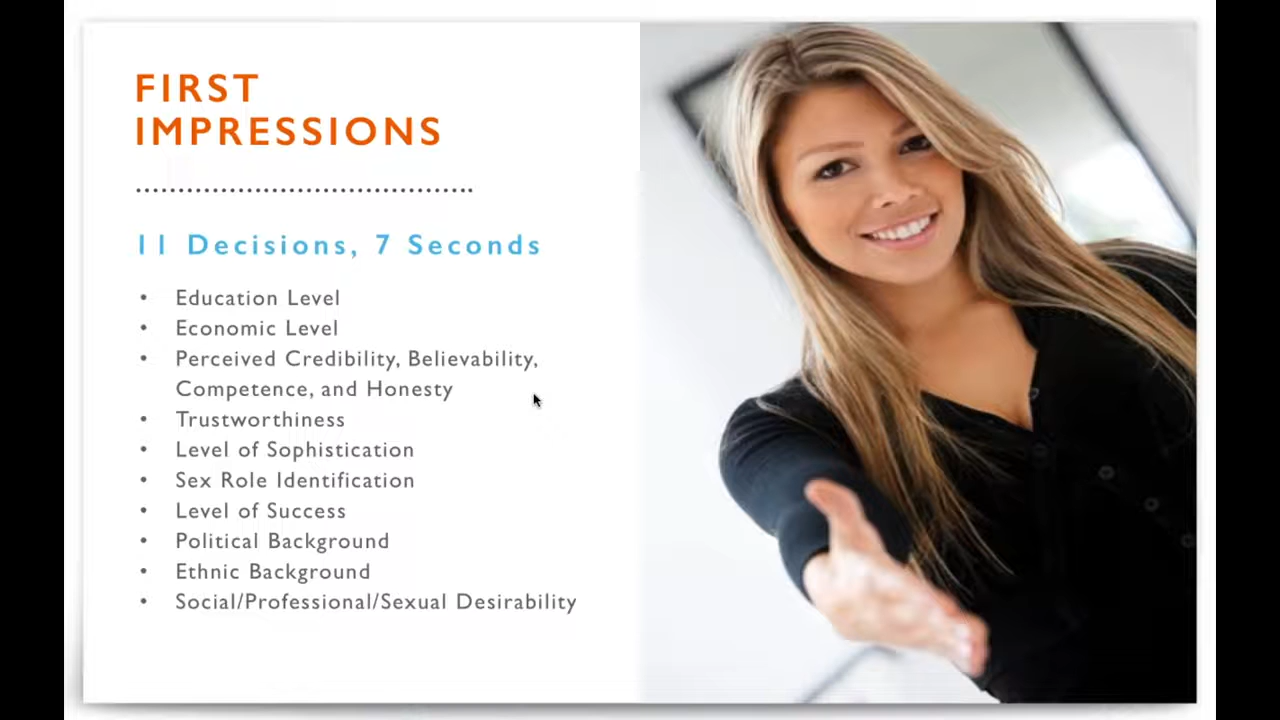 FIRST
IMPRESSIONS
11 Decisions, 7 Seconds
• Education Level
• Economic Level
• Perceived Credibility, Believability,
Competence, and Honesty
• Trustworthiness
• Level of Sophistication
• Sex Role Identification
• Level of Success
• Political Background
• Ethnic Background
• Social/Professional/Sexual Desirability